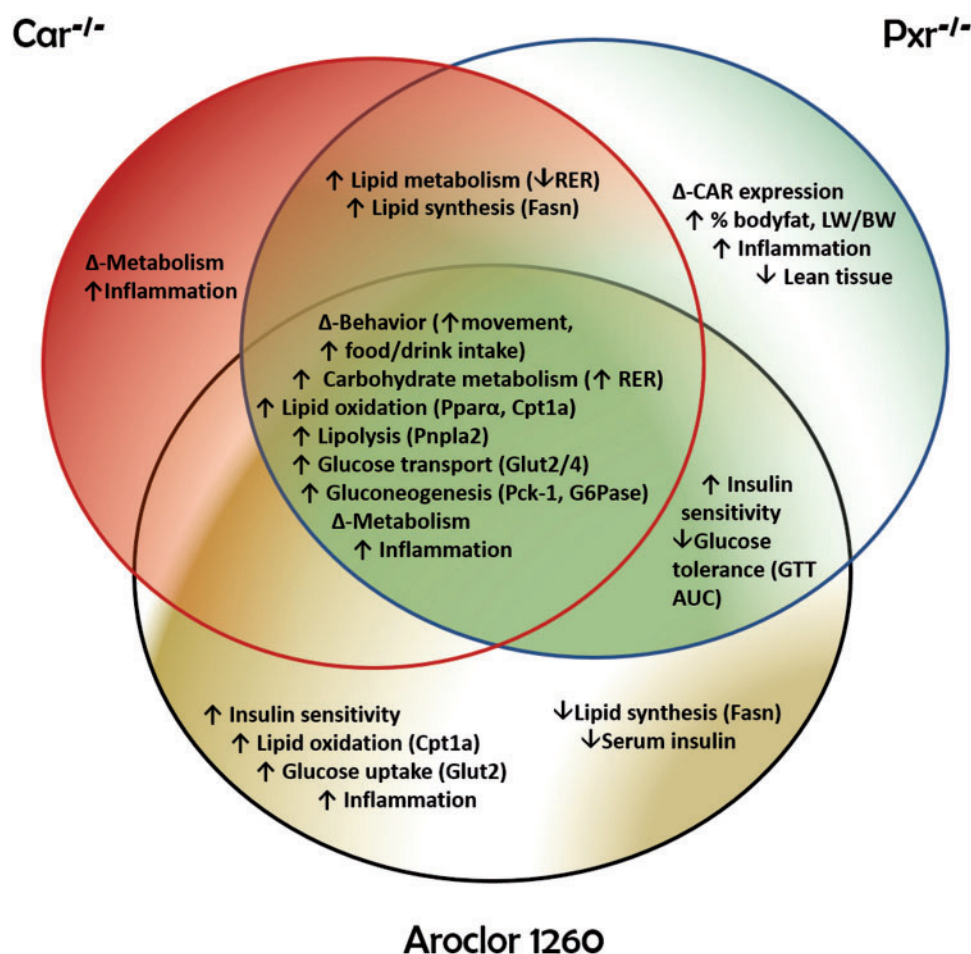 Car-/-
Pxr-/-
↑ Lipid metabolism (↓RER)
↑ Lipid synthesis (Fasn)
Δ-CAR expression
↑ % bodyfat, LW/BW
↑ Inflammation
↓ Lean tissue
Δ-Metabolism
↑Inflammation
Δ-Behavior (↑movement,
↑ food/drink intake)
↑ Carbohydrate metabolism (↑ RER)
↑ Lipid oxidation (Pparα, Cpt1a)
↑ Lipolysis (Pnpla2)
↑ Glucose transport (Glut2/4)
↑ Gluconeogenesis (Pck-1, G6Pase)
Δ-Metabolism
↑ Inflammation
↑ Insulin
sensitivity
↓Glucose
tolerance (GTT
AUC)
↑ Insulin sensitivity
↑ Lipid oxidation (Cpt1a)
↑ Glucose uptake (Glut2)
↑ Inflammation
↓Lipid synthesis (Fasn)
↓Serum insulin
Aroclor 1260